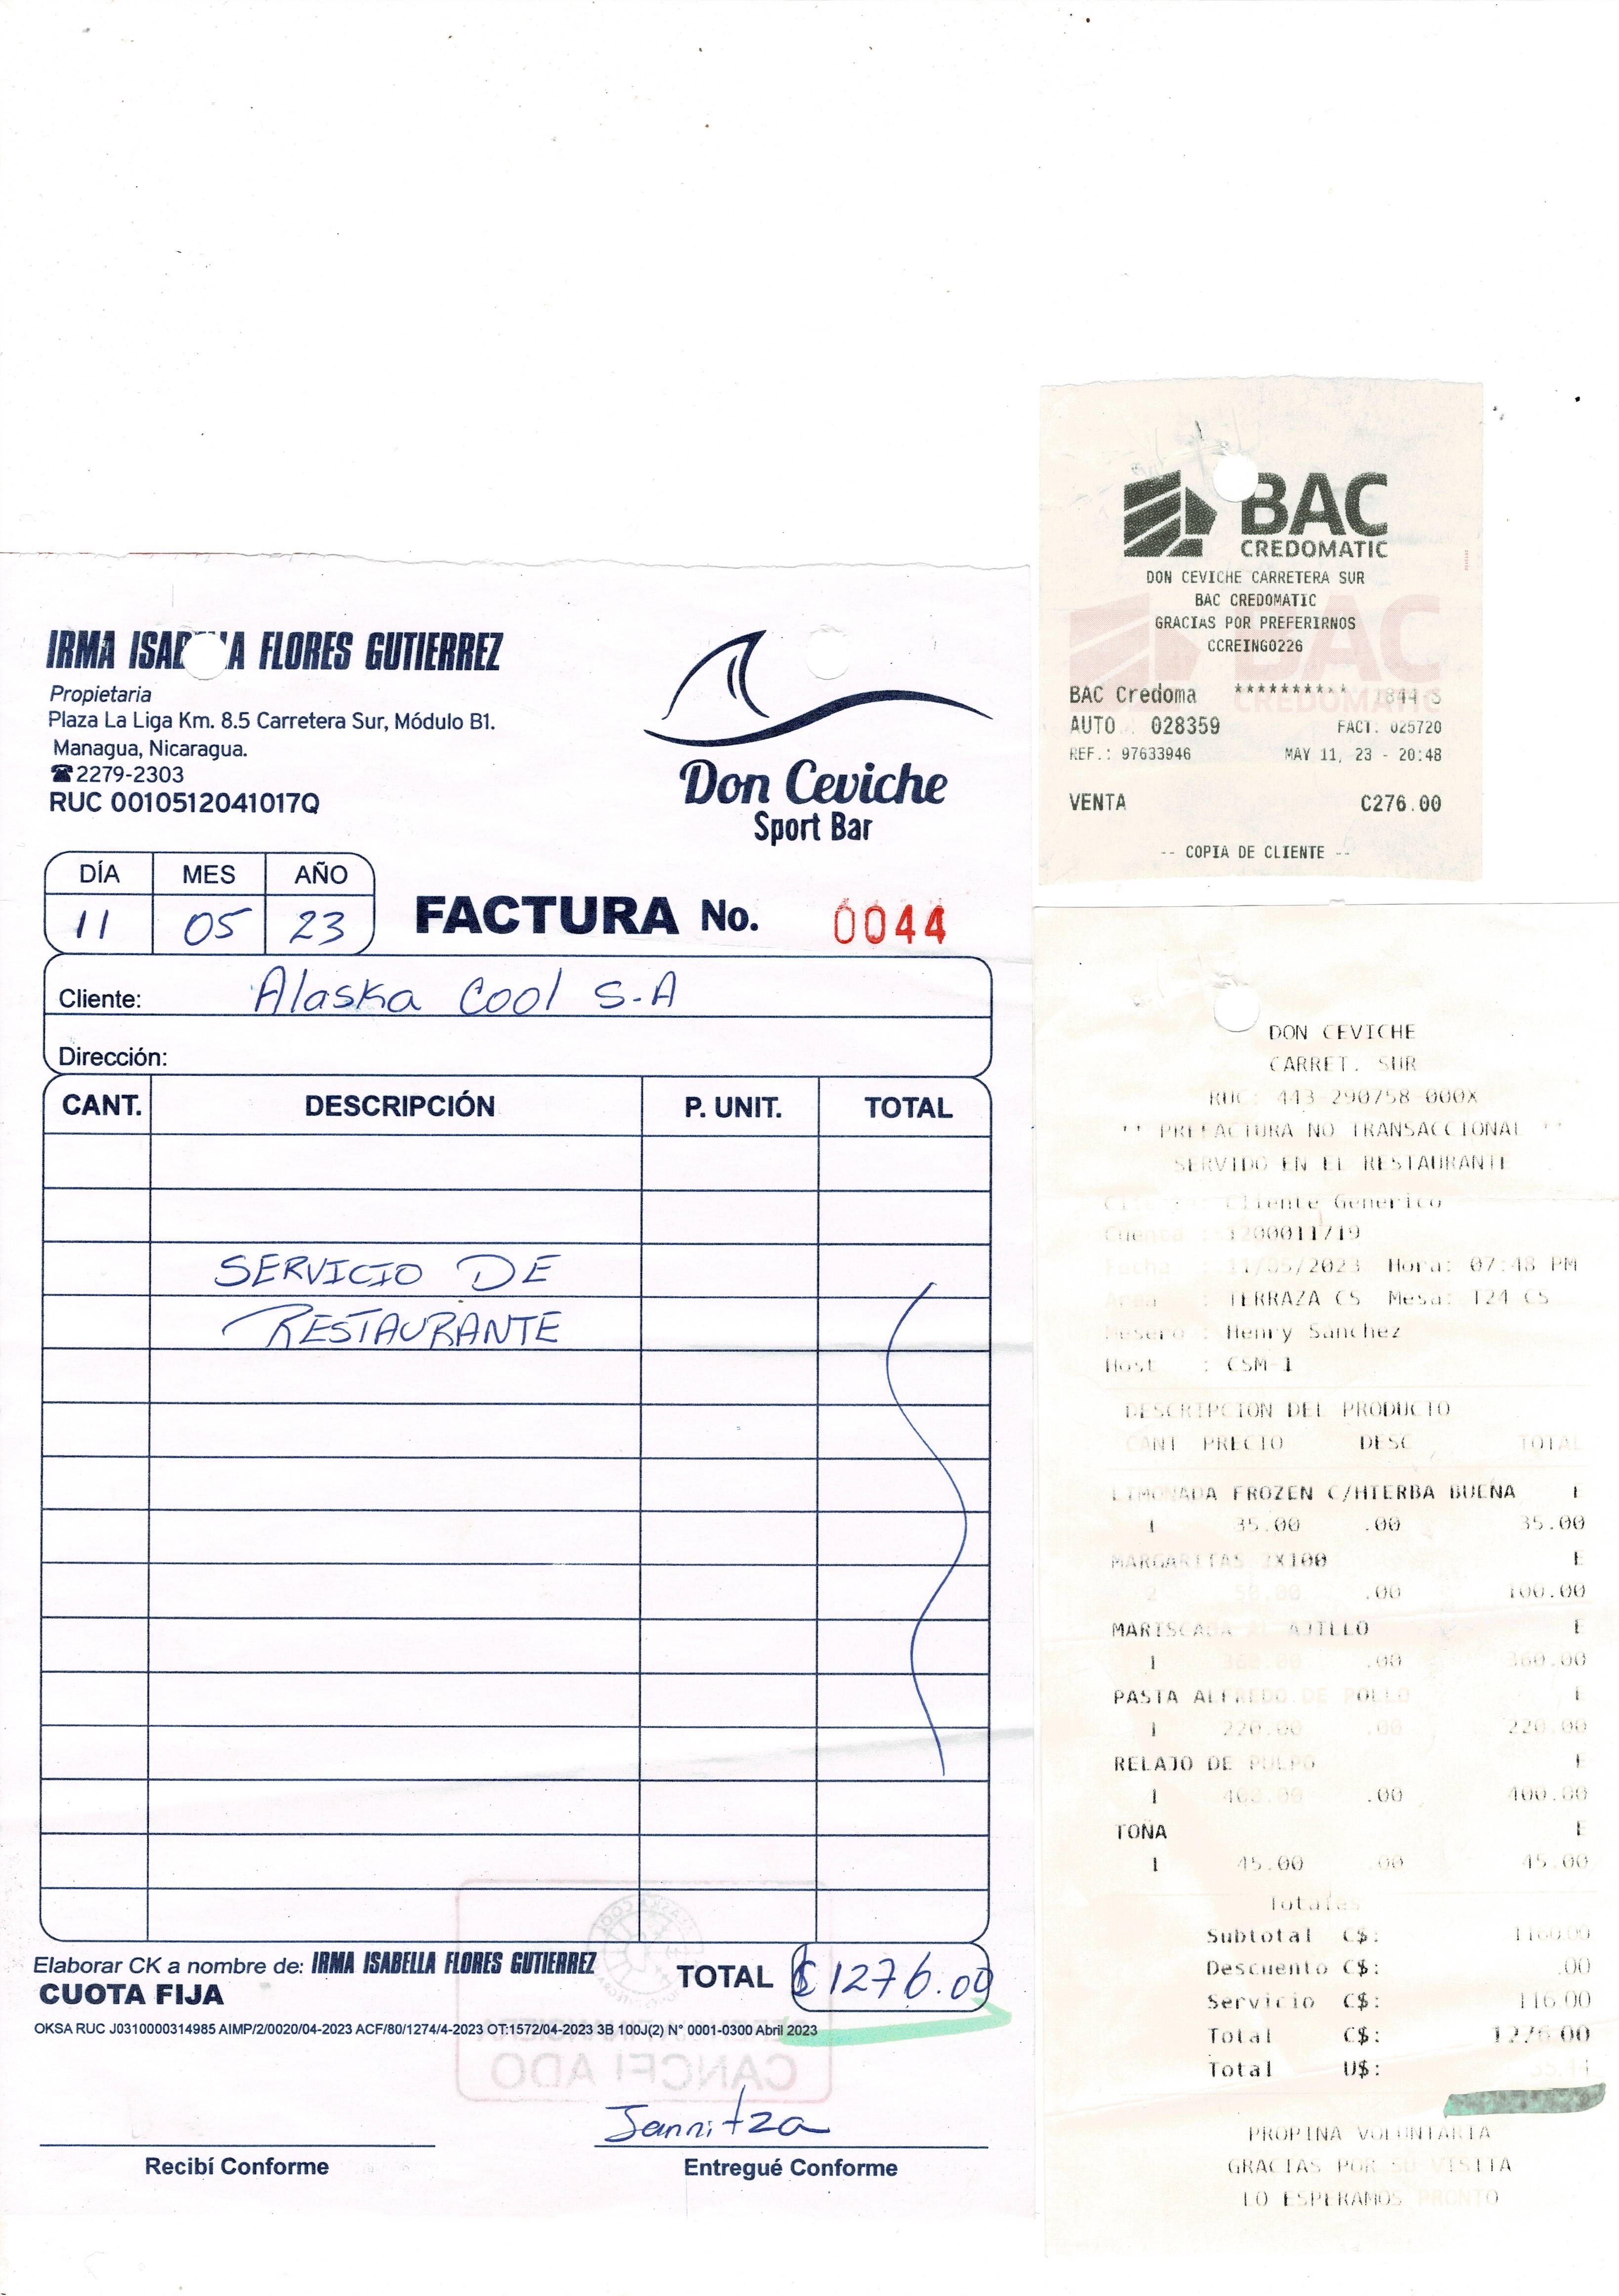 IRMA ISABELLA FLORES GUTIERREZ
Propietaria
Plaza La Liga Km. 8.5 Carretera Sur, Módulo B1.
Managua, Nicaragua.
☎2279-2303
RUC 0010512041017Q
Don Ceviche
Sport Bar
DÍA MES AÑO
11 05 23
FACTURA No. 0044
Cliente: Alaska Cool S.A
Dirección:
CANT. DESCRIPCIÓN P. UNIT. TOTAL
SERVICIO DE
RESTAURANTE
Elaborar CK a nombre de: IRMA ISABELLA FLORES GUTIERREZ
CUOTA FIJA
TOTAL C$1276.00
OKSA RUC J0310000314985 AIMP/2/0020/04-2023 ACF/80/1274/4-2023 OT:1572/04-2023 3B 100J(2) N° 0001-0300 Abril 2023
CANCELADO
Jannitza
Recibí Conforme
Entregué Conforme
BAC
CREDOMATIC
DON CEVICHE CARRETERA SUR
BAC CREDOMATIC
GRACIAS POR PREFERIRNOS
CCREING0226
BAC Credoma ********** 1844-S
AUTO.: 028359 FACT: 025720
REF.: 97633946 MAY 11, 23 - 20:48
VENTA C276.00
-- COPIA DE CLIENTE --
DON CEVICHE
CARRET. SUR
RUC: 443-290758-000X
** PREFACTURA NO TRANSACCIONAL **
SERVIDO EN EL RESTAURANTE
: Cliente Generico
Cuenta : 1200011719
Fecha : 11/05/2023 Hora: 07:48 PM
Area : TERRAZA CS Mesa: T24 CS
Mesero : Henry Sanchez
Host : CSM-1
DESCRIPCION DEL PRODUCTO
CANT PRECIO DESC TOTAL
LIMONADA FROZEN C/HIERBA BUENA E
1 35.00 .00 35.00
MARGARITAS 2X100 E
2 50.00 .00 100.00
MARISCADA AL AJILLO E
1 360.00 .00 360.00
PASTA ALFREDO DE POLLO E
1 220.00 .00 220.00
RELAJO DE PULPO E
1 400.00 .00 400.00
TOÑA E
1 45.00 .00 45.00
Totales
Subtotal C$: 1160.00
Descuento C$: .00
Servicio C$: 116.00
Total C$: 1276.00
Total U$:
PROPINA VOLUNTARIA
GRACIAS POR SU VISITA
LO ESPERAMOS PRONTO